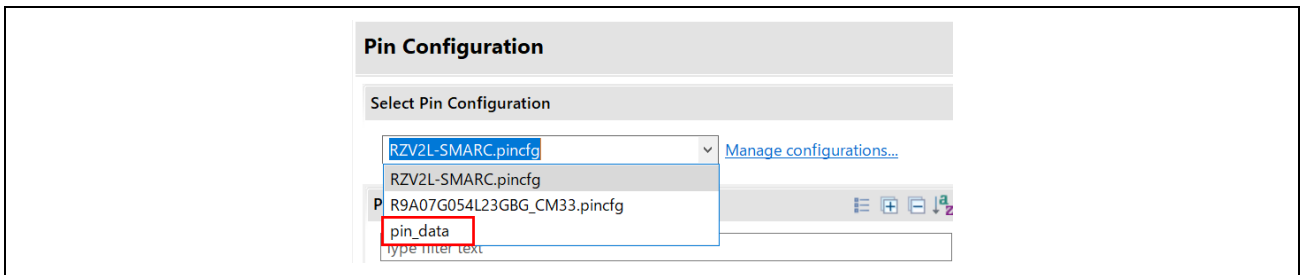 Pin Configuration
Select Pin Configuration
RZV2L-SMARC.pincfg Manage configurations...
RZV2L-SMARC.pincfg
P R9A07G054L23GBG_CM33.pincfg
pin_data
type filter text